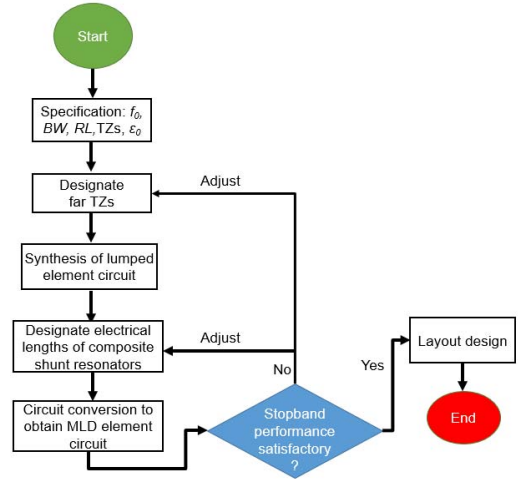 Start
Specification: f₀,
BW, RL,TZs, ε₀
Designate
far TZs
Adjust
Synthesis of lumped
element circuit
Designate electrical
lengths of composite
shunt resonators
Adjust
No
Yes
Layout design
Circuit conversion to
obtain MLD element
circuit
Stopband
performance
satisfactory
?
End